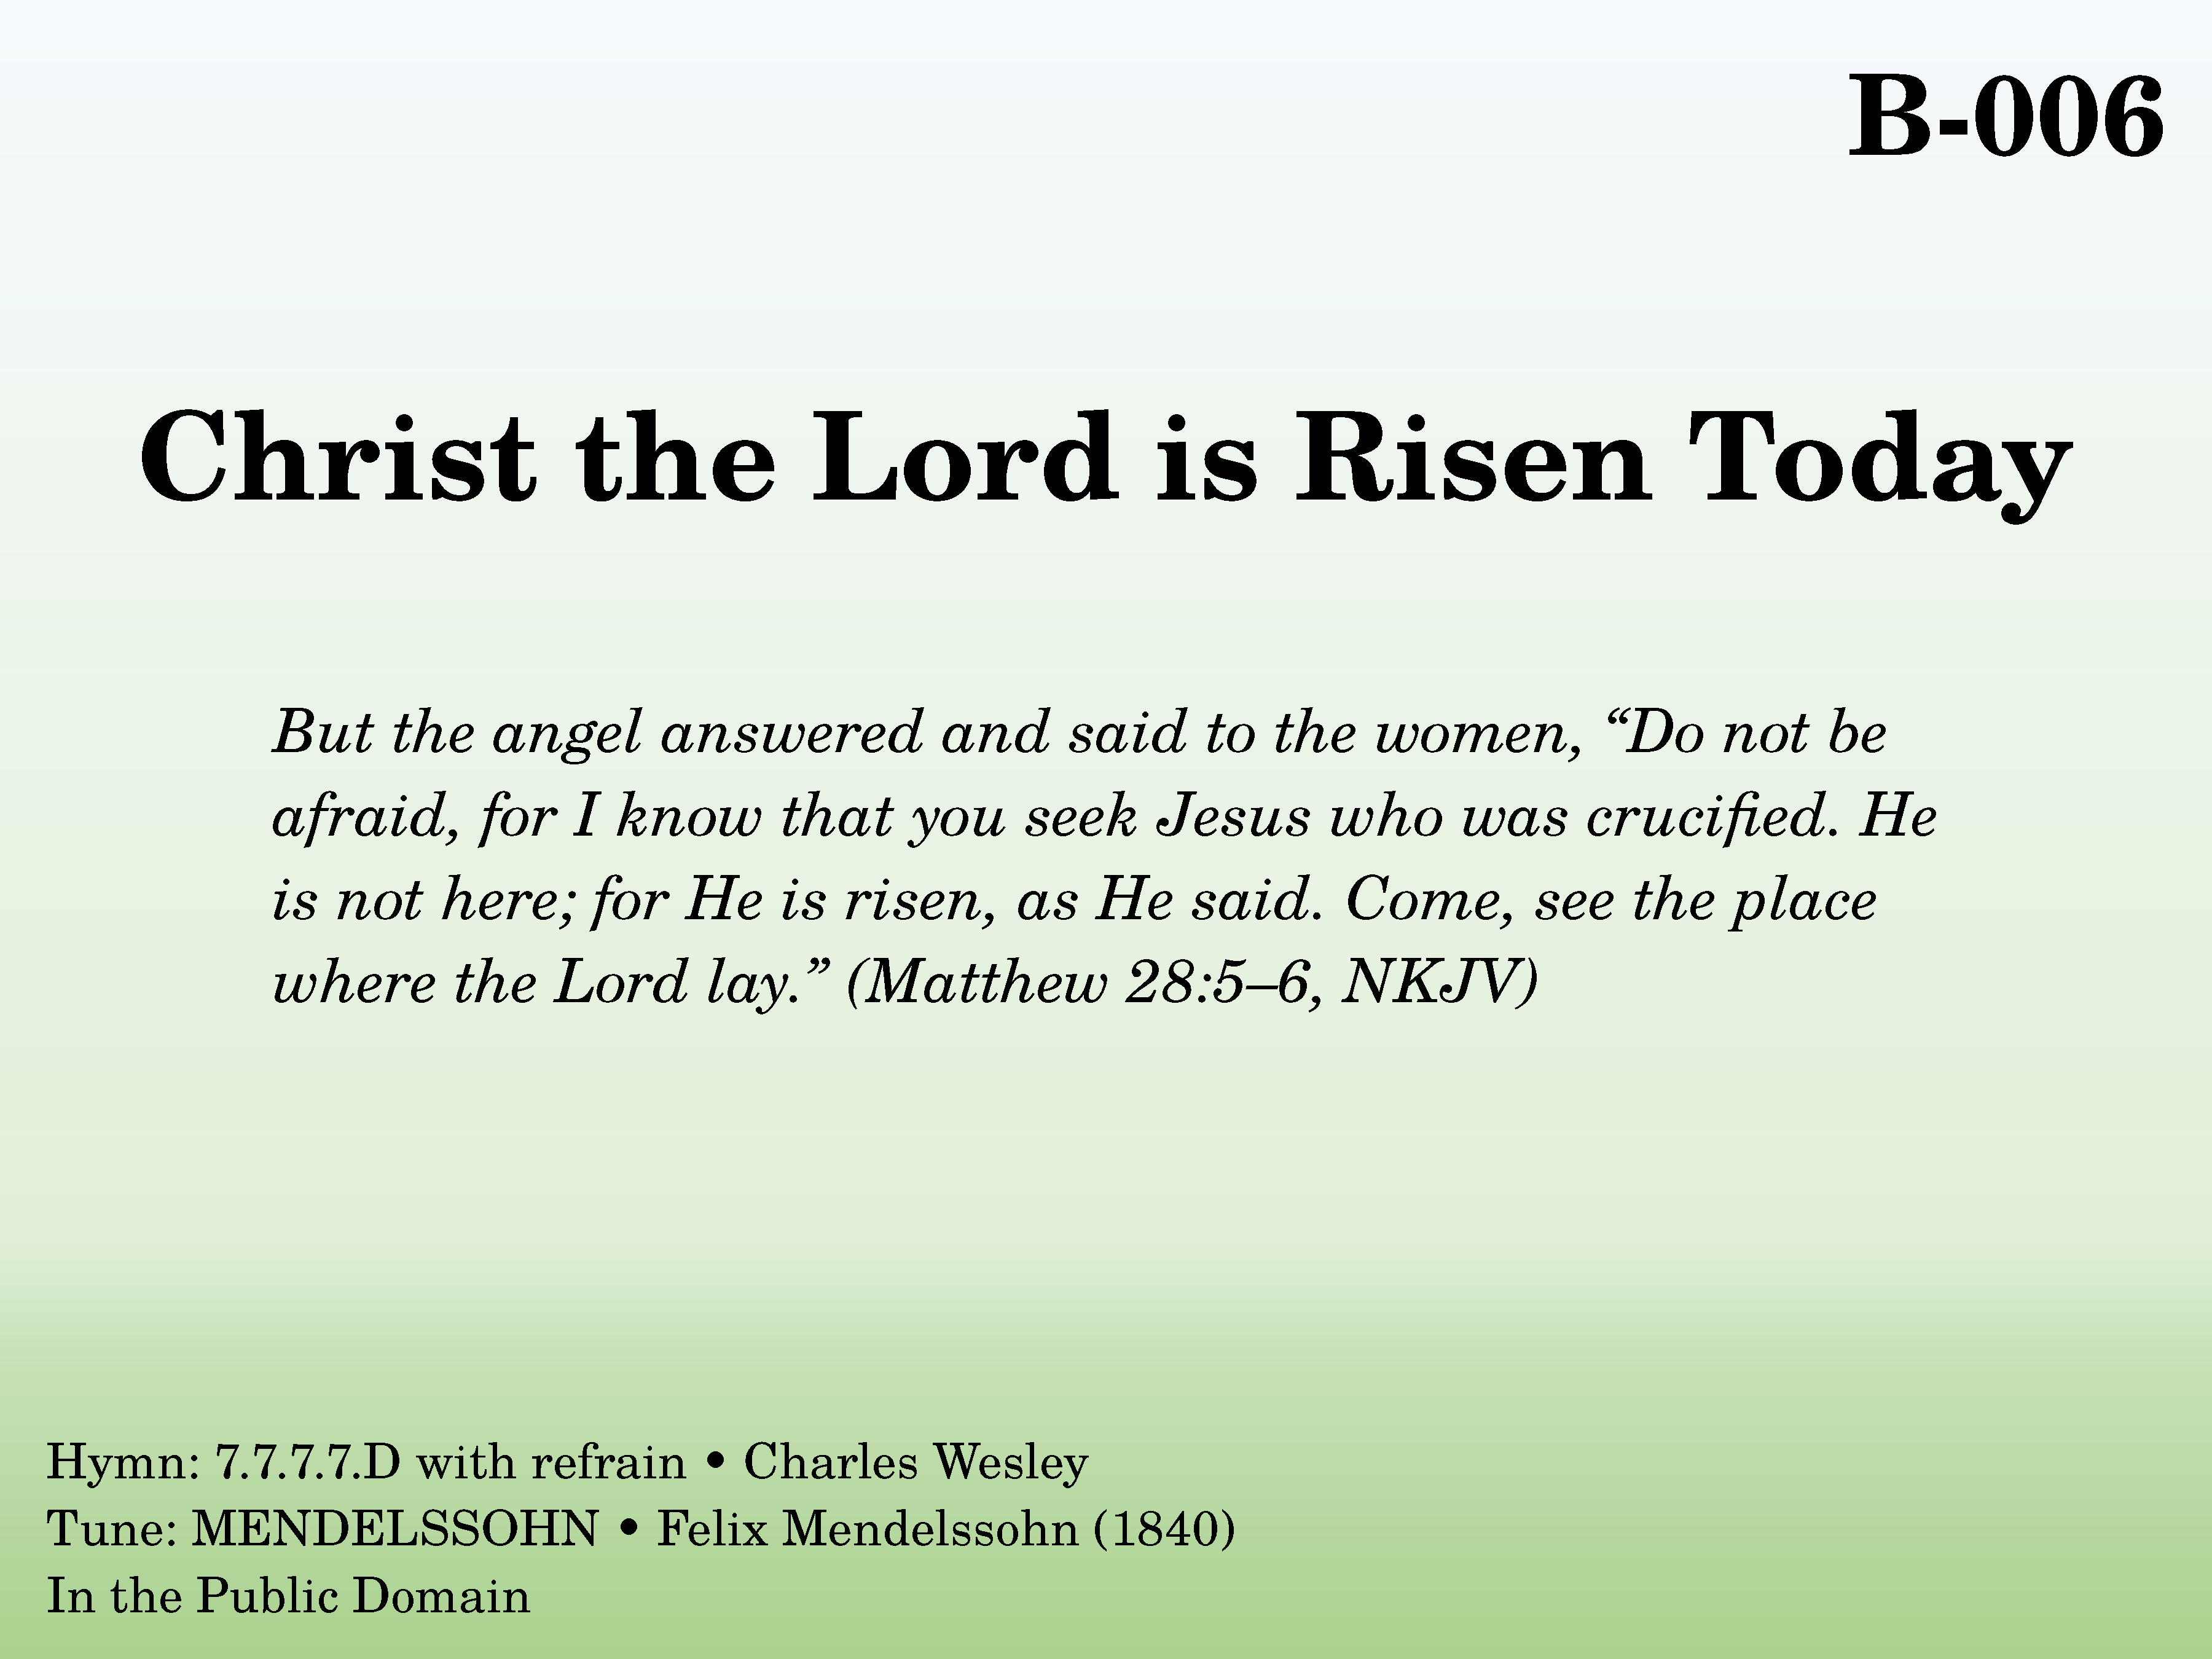 B-006
Christ the Lord is Risen Today
But the angel answered and said to the women, “Do not be
afraid, for I know that you seek Jesus who was crucified. He
is not here; for He is risen, as He said. Come, see the place
where the Lord lay.” (Matthew 28:5–6, NKJV)
Hymn: 7.7.7.7.D with refrain • Charles Wesley
Tune: MENDELSSOHN • Felix Mendelssohn (1840)
In the Public Domain